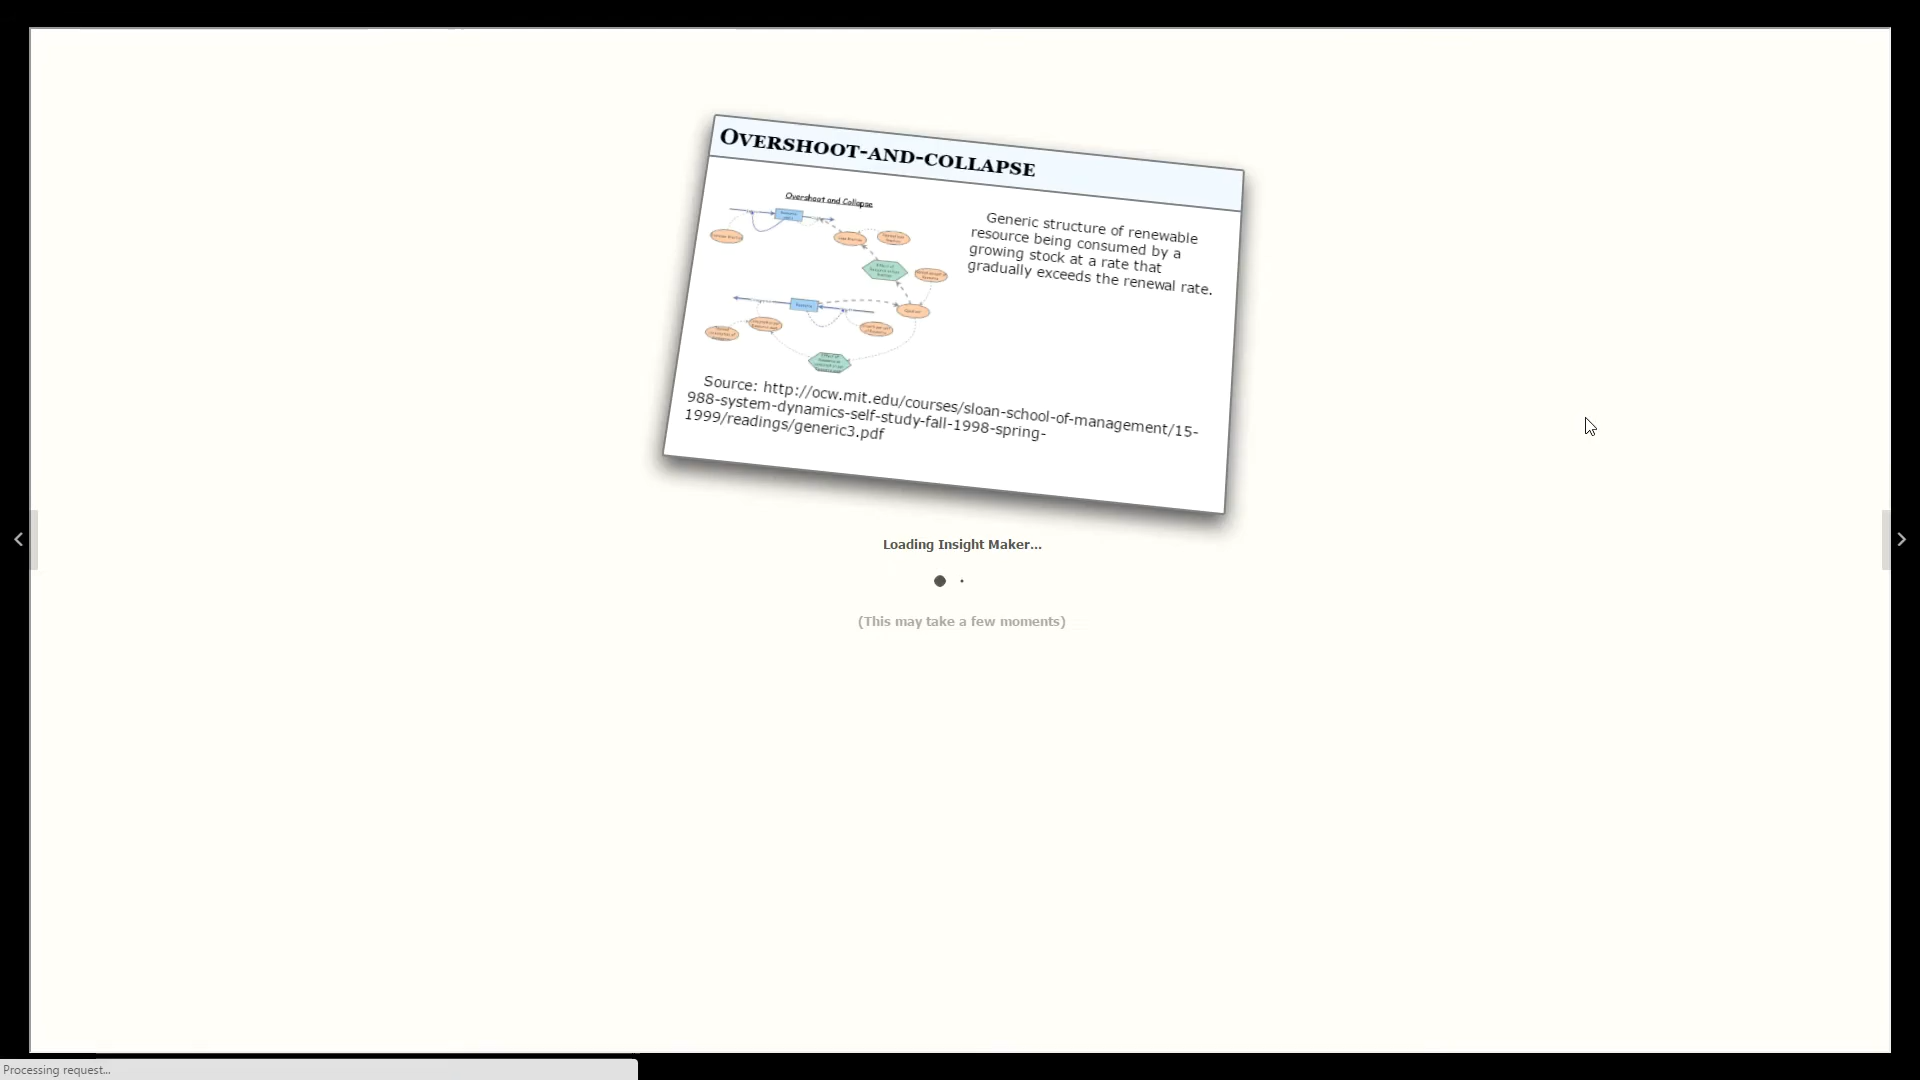 OVERSHOOT-AND-COLLAPSE
Overshoot and Collapse
Generic structure of renewable
resource being consumed by a
growing stock at a rate that
gradually exceeds the renewal rate.
Source: http://ocw.mit.edu/courses/sloan-school-of-management/15-
988-system-dynamics-self-study-fall-1998-spring-
1999/readings/generic3.pdf
Loading Insight Maker...
(This may take a few moments)
Processing request...